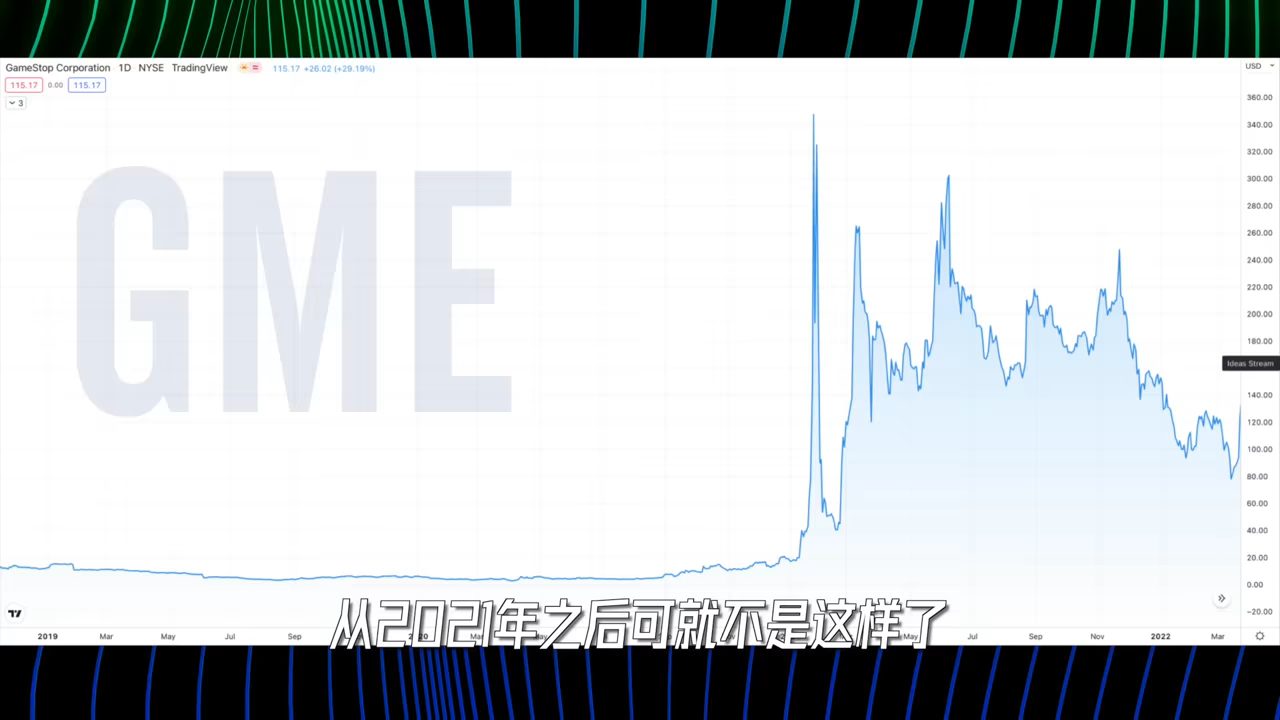 GameStop Corporation · 1D · NYSE TradingView 115.17 +26.02 (+29.19%)
USD
115.17 0.00 115.17
3
360.00
340.00
320.00
300.00
280.00
260.00
240.00
220.00
200.00
180.00
Ideas Stream
140.00
120.00
100.00
80.00
60.00
40.00
20.00
0.00
-20.00
GME
从2021年之后可就不是这样了
2019 Mar May Jul Sep May Jul Sep Nov 2022 Mar